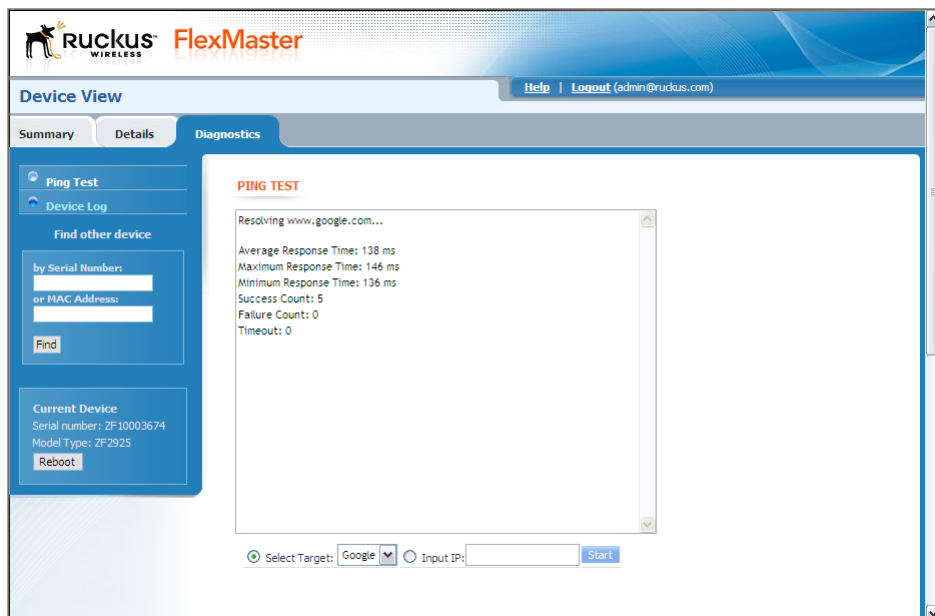 Ruckus WIRELESS FlexMaster
Device View
Help | Logout (admin@ruckus.com)
Summary Details Diagnostics
Ping Test
Device Log
Find other device
by Serial Number:
or MAC Address:
Find
Current Device
Serial number: ZF10003674
Model Type: ZF2925
Reboot
PING TEST
Resolving www.google.com...
Average Response Time: 138 ms
Maximum Response Time: 146 ms
Minimum Response Time: 136 ms
Success Count: 5
Failure Count: 0
Timeout: 0
Select Target: Google Input IP: Start